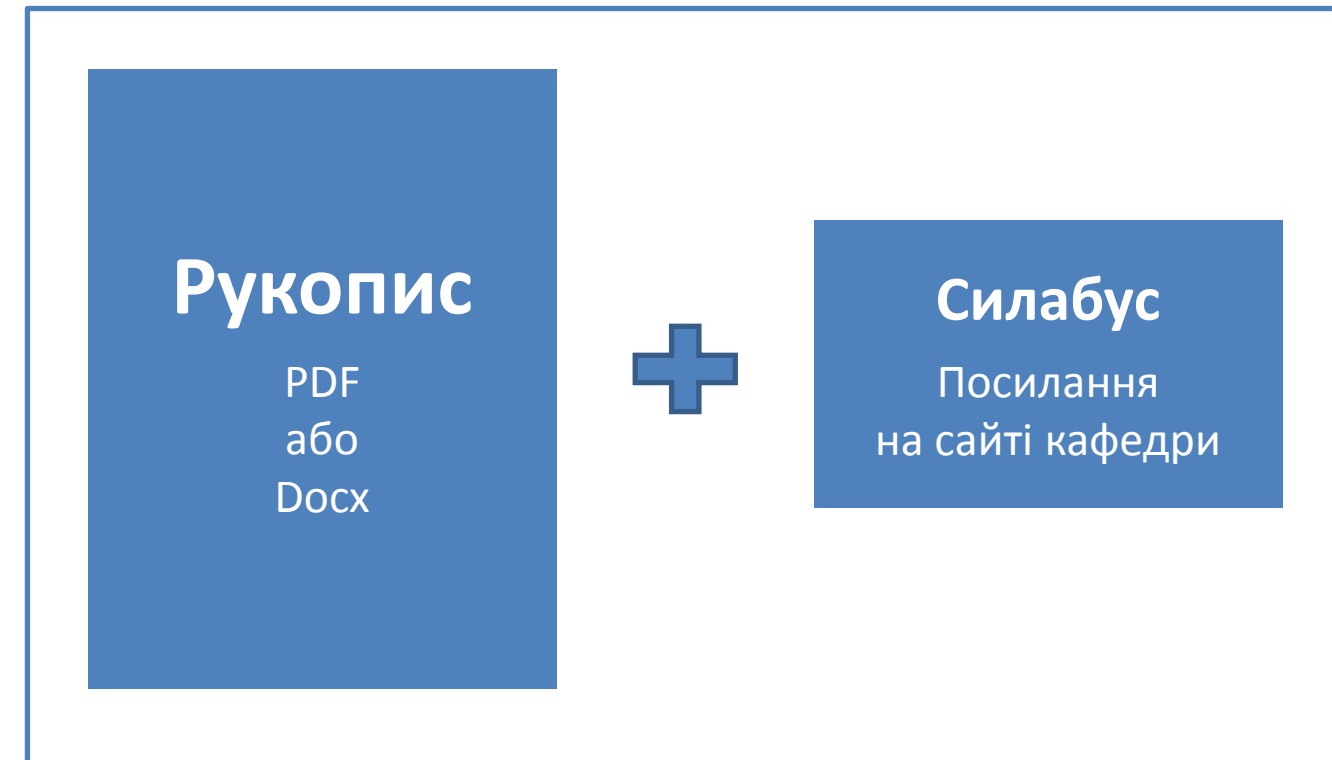 Рукопис
PDF
або
Docx
Силабус
Посилання
на сайті кафедри